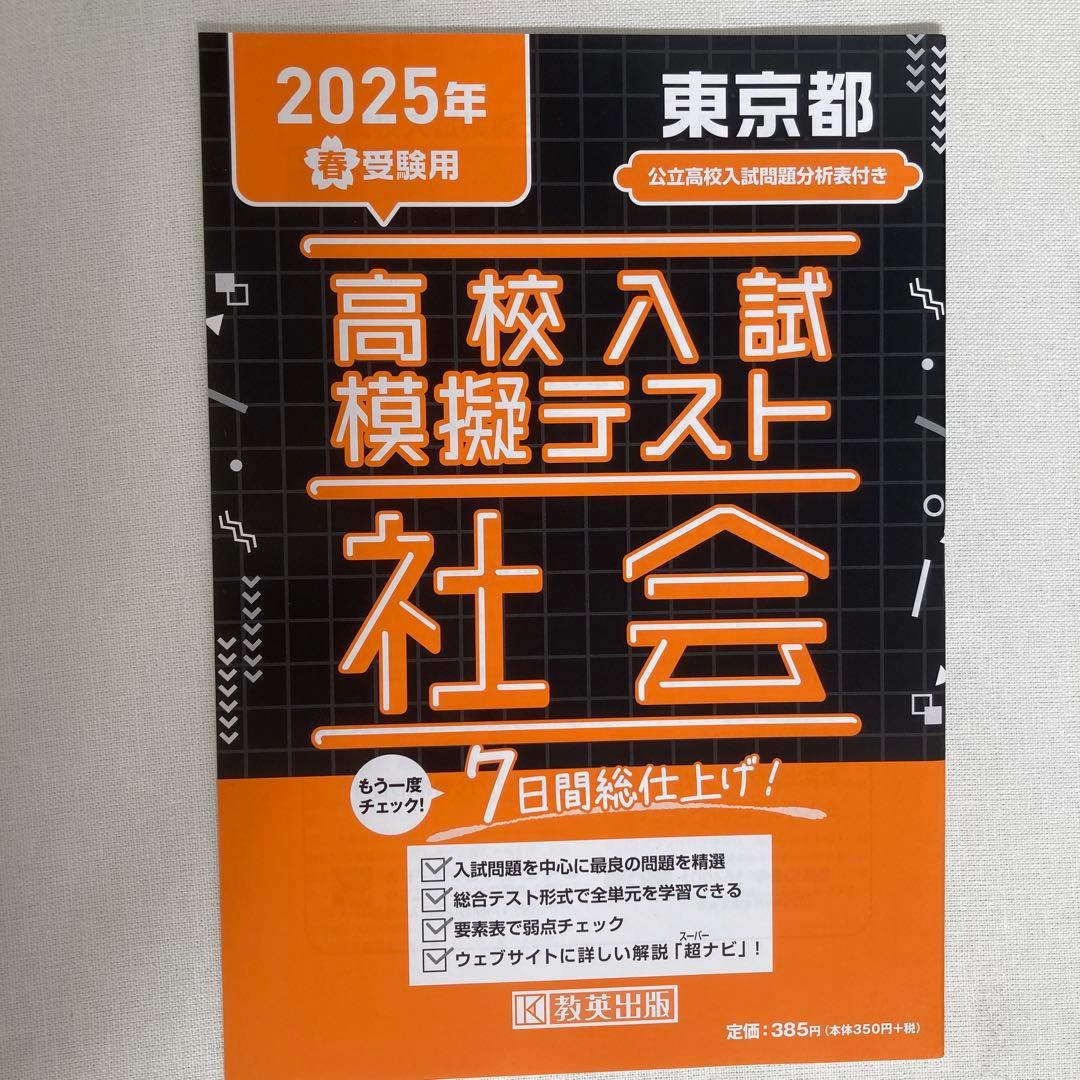 2025年
春受験用
東京都
公立高校入試問題分析表付き
高校入試
模擬テスト
社会
もう一度
チェック!
7日間総仕上げ!
入試問題を中心に最良の問題を精選
総合テスト形式で全単元を学習できる
要素表で弱点チェック
スーパー
ウェブサイトに詳しい解説「超ナビ」!
教英出版
定価:385円(本体350円+税)